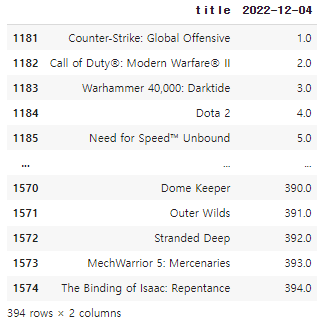 title 2022-12-04
1181 Counter-Strike: Global Offensive 1.0
1182 Call of Duty®: Modern Warfare® II 2.0
1183 Warhammer 40,000: Darktide 3.0
1184 Dota 2 4.0
1185 Need for Speed™ Unbound 5.0
... ... ...
1570 Dome Keeper 390.0
1571 Outer Wilds 391.0
1572 Stranded Deep 392.0
1573 MechWarrior 5: Mercenaries 393.0
1574 The Binding of Isaac: Repentance 394.0
394 rows × 2 columns